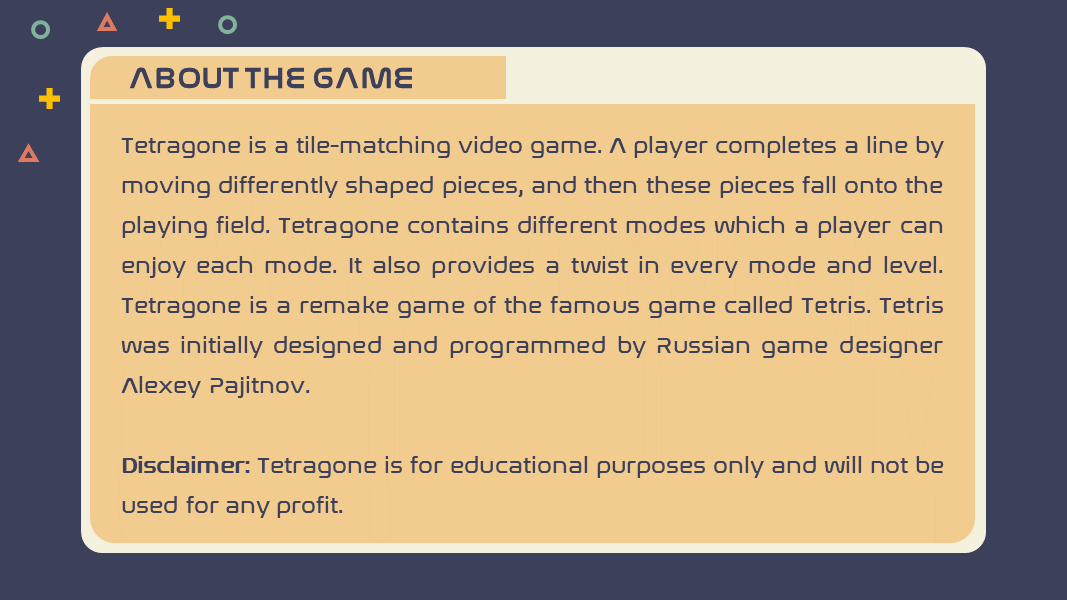 ABOUT THE GAME
Tetragone is a tile-matching video game. A player completes a line by
moving differently shaped pieces, and then these pieces fall onto the
playing field. Tetragone contains different modes which a player can
enjoy each mode. It also provides a twist in every mode and level.
Tetragone is a remake game of the famous game called Tetris. Tetris
was initially designed and programmed by Russian game designer
Alexey Pajitnov.
Disclaimer: Tetragone is for educational purposes only and will not be
used for any profit.